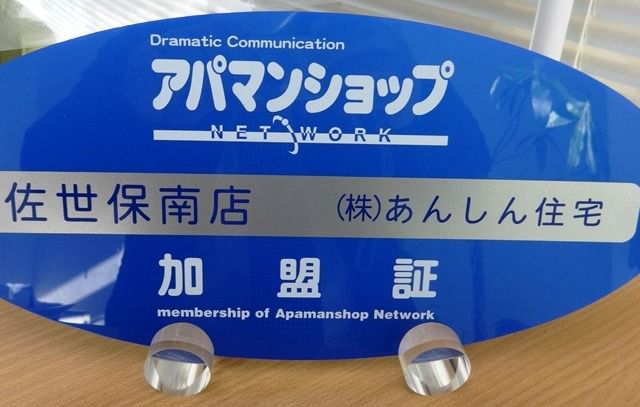 Dramatic Communication
アパマンショップ
NETWORK
佐世保南店 (株)あんしん住宅
加盟証
membership of Apamanshop Network